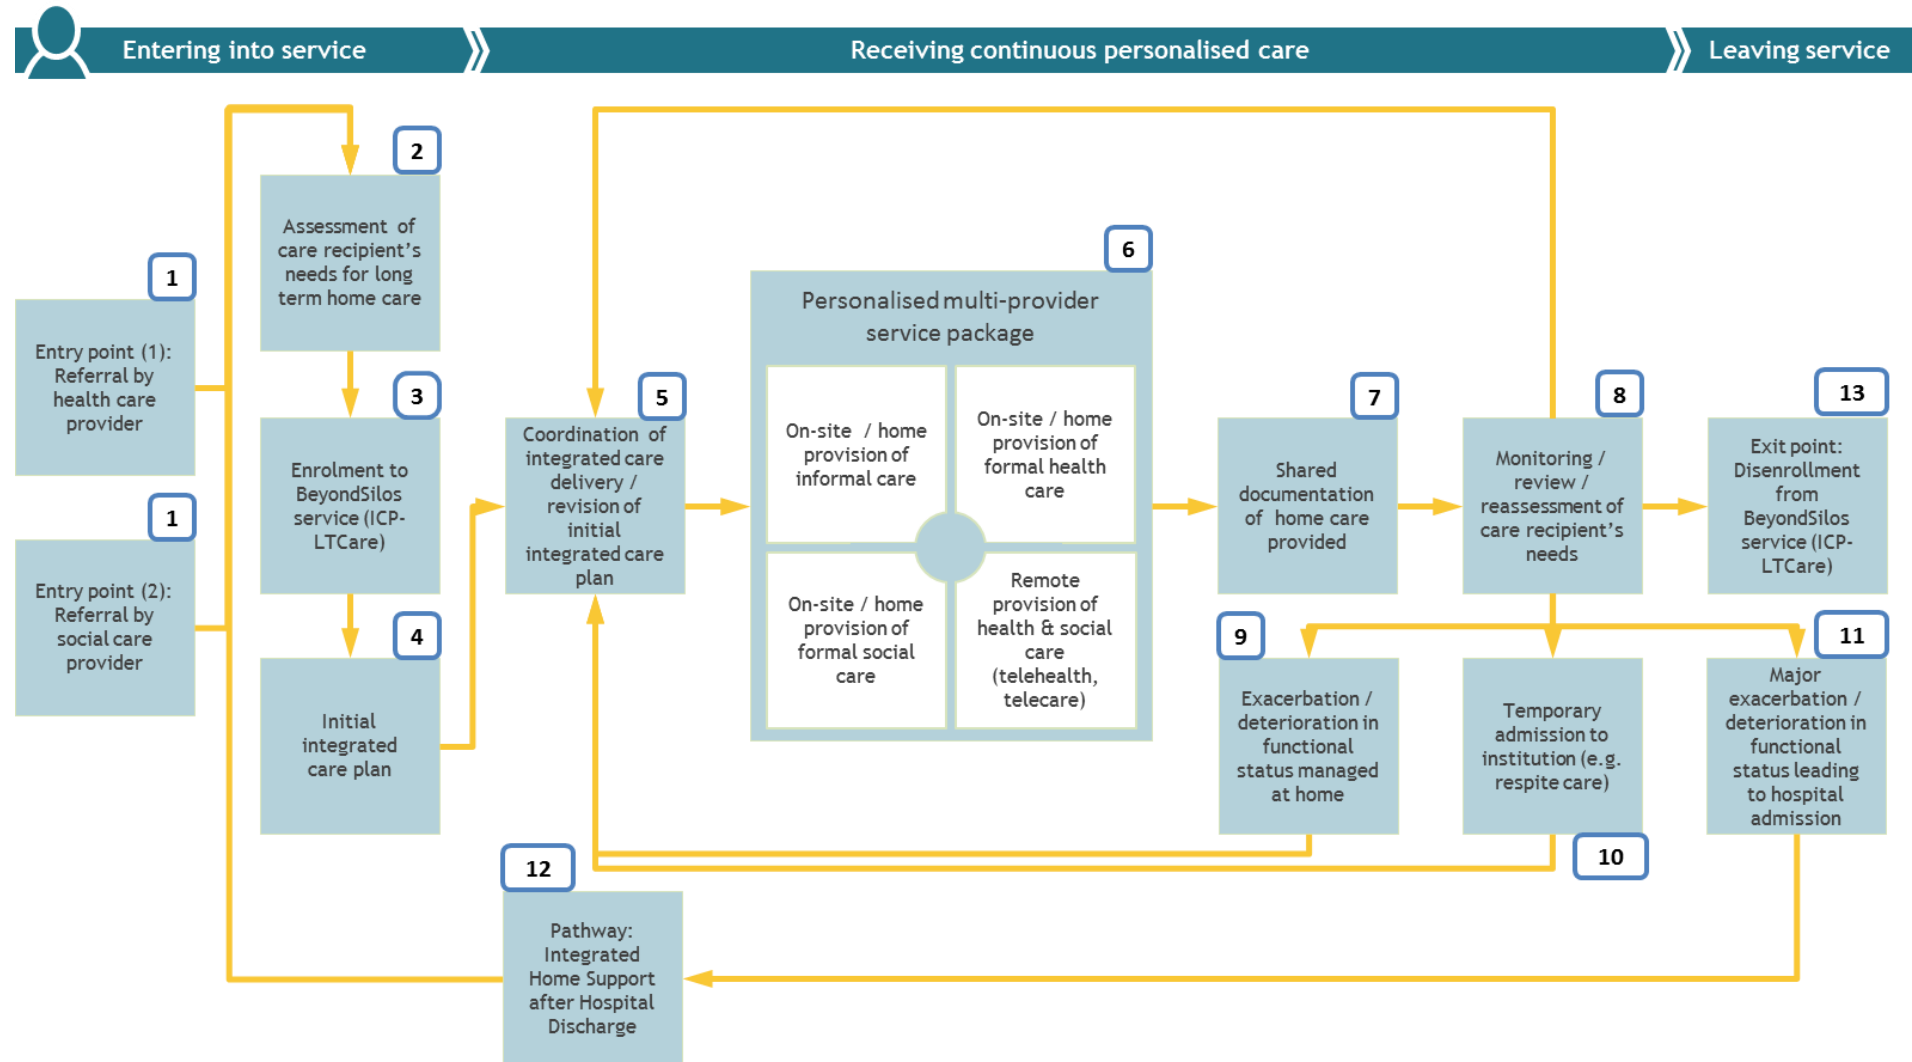 Entering into service
Receiving continuous personalised care
Leaving service
1
Entry point (1):
Referral by
health care
provider
1
Entry point (2):
Referral by
social care
provider
2
Assessment of
care recipient's
needs for long
term home care
3
Enrolment to
BeyondSilos
service (ICP-
LTCare)
4
Initial
integrated
care plan
5
Coordination of
integrated care
delivery /
revision of
initial
integrated care
plan
6
Personalised multi-provider
service package
On-site / home
provision of
informal care
On-site / home
provision of
formal health
care
On-site / home
provision of
formal social
care
Remote
provision of
health & social
care
(telehealth,
telecare)
7
Shared
documentation
of home care
provided
8
Monitoring /
review /
reassessment of
care recipient's
needs
13
Exit point:
Disenrollment
from
BeyondSilos
service (ICP-
LTCare)
9
Exacerbation /
deterioration in
functional
status managed
at home
Temporary
admission to
institution (e.g.
respite care)
10
11
Major
exacerbation /
deterioration in
functional
status leading
to hospital
admission
12
Pathway:
Integrated
Home Support
after Hospital
Discharge